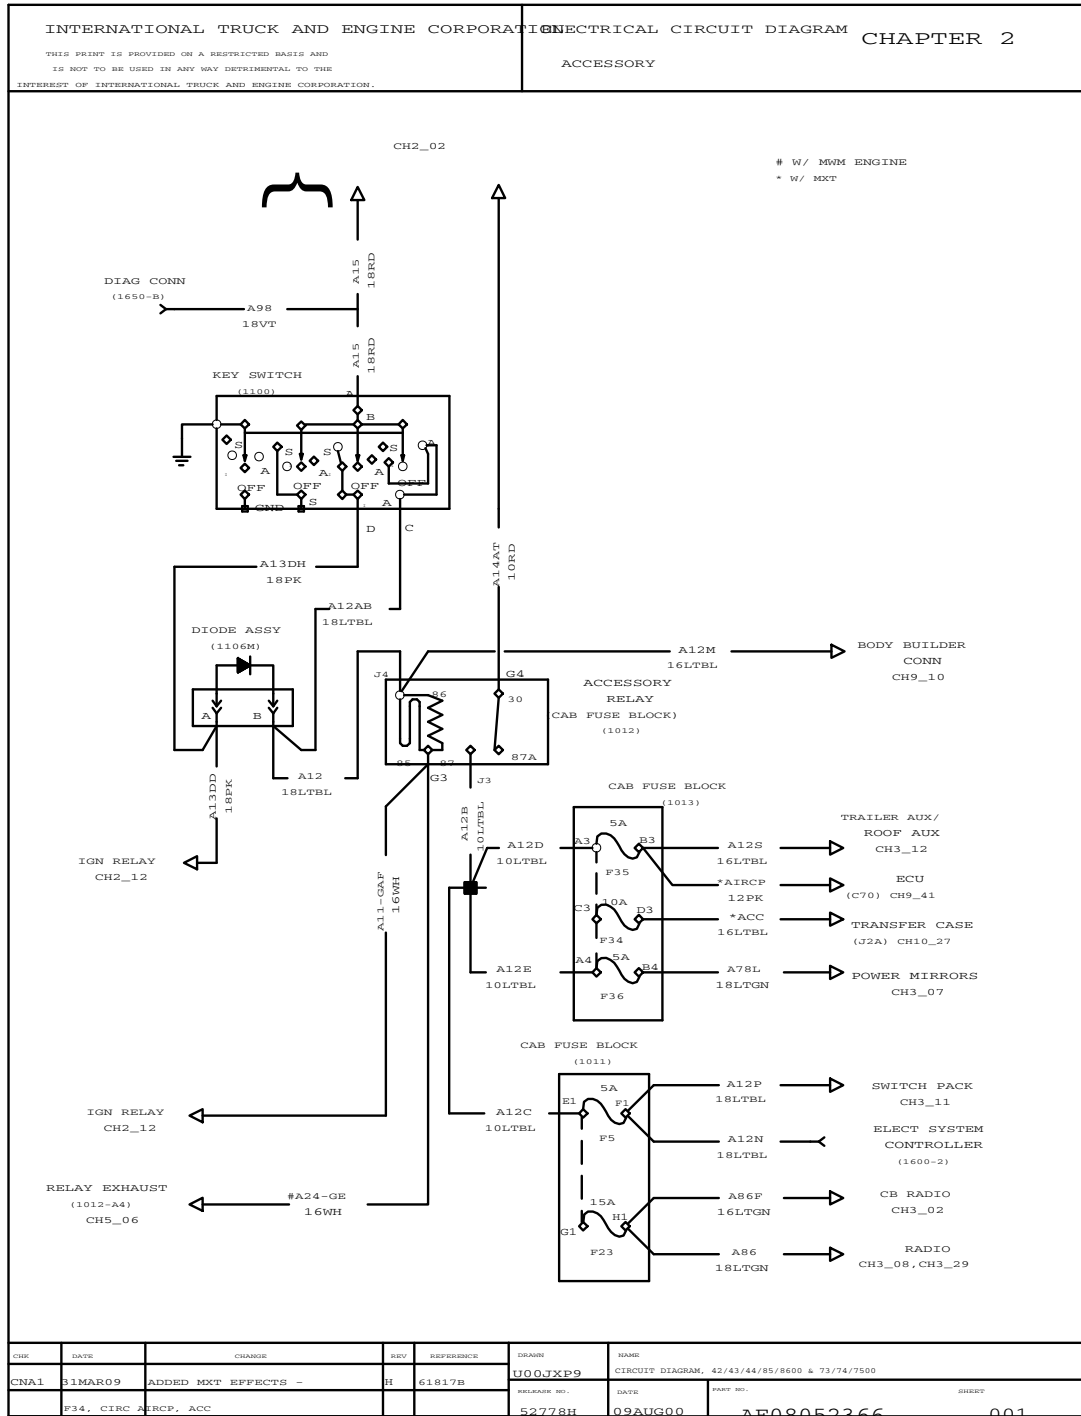 INTERNATIONAL TRUCK AND ENGINE CORPORATION
ELECTRICAL CIRCUIT DIAGRAM
CHAPTER 2
THIS PRINT IS PROVIDED ON A RESTRICTED BASIS AND
IS NOT TO BE USED IN ANY WAY DETRIMENTAL TO THE
INTEREST OF INTERNATIONAL TRUCK AND ENGINE CORPORATION.
ACCESSORY
CH2_02
# W/ MWM ENGINE
* W/ MXT
A15
18RD
DIAG CONN
(1650-B)
A98
18VT
A15
18RD
KEY SWITCH
(1100)
A
B
S
S
S
S
A
A
A
A
OFF
OFF
OFF
OFF
GND
S
A
D
C
A14AT
10RD
A13DH
18PK
A12AB
18LTBL
DIODE ASSY
(1106M)
A
B
A12M
16LTBL
BODY BUILDER
CONN
CH9_10
J4
G4
86
30
85
87
87A
G3
J3
ACCESSORY
RELAY
(CAB FUSE BLOCK)
(1012)
A13DD
18PK
A12
18LTBL
A12B
10LTBL
CAB FUSE BLOCK
(1013)
IGN RELAY
CH2_12
A11-GAF
16WH
A12D
10LTBL
A3
5A
B3
F35
A12S
16LTBL
TRAILER AUX/
ROOF AUX
CH3_12
*AIRCP
12PK
ECU
(C70) CH9_41
C3
10A
D3
F34
*ACC
16LTBL
TRANSFER CASE
(J2A) CH10_27
A12E
10LTBL
A4
5A
B4
F36
A78L
18LTGN
POWER MIRRORS
CH3_07
CAB FUSE BLOCK
(1011)
IGN RELAY
CH2_12
A12C
10LTBL
E1
5A
F1
F5
A12P
18LTBL
SWITCH PACK
CH3_11
A12N
18LTBL
ELECT SYSTEM
CONTROLLER
(1600-2)
RELAY EXHAUST
(1012-A4)
CH5_06
#A24-GE
16WH
G1
15A
H1
F23
A86F
16LTGN
CB RADIO
CH3_02
A86
18LTGN
RADIO
CH3_08,CH3_29
CHK
DATE
CHANGE
REV
REFERENCE
DRAWN
NAME
CNA1
31MAR09
ADDED MXT EFFECTS -
H
61817B
U00JXP9
CIRCUIT DIAGRAM, 42/43/44/85/8600 & 73/74/7500
F34, CIRC AIRCP, ACC
RELEASE NO.
DATE
PART NO.
SHEET
52778H
09AUG00
AE08052366
001